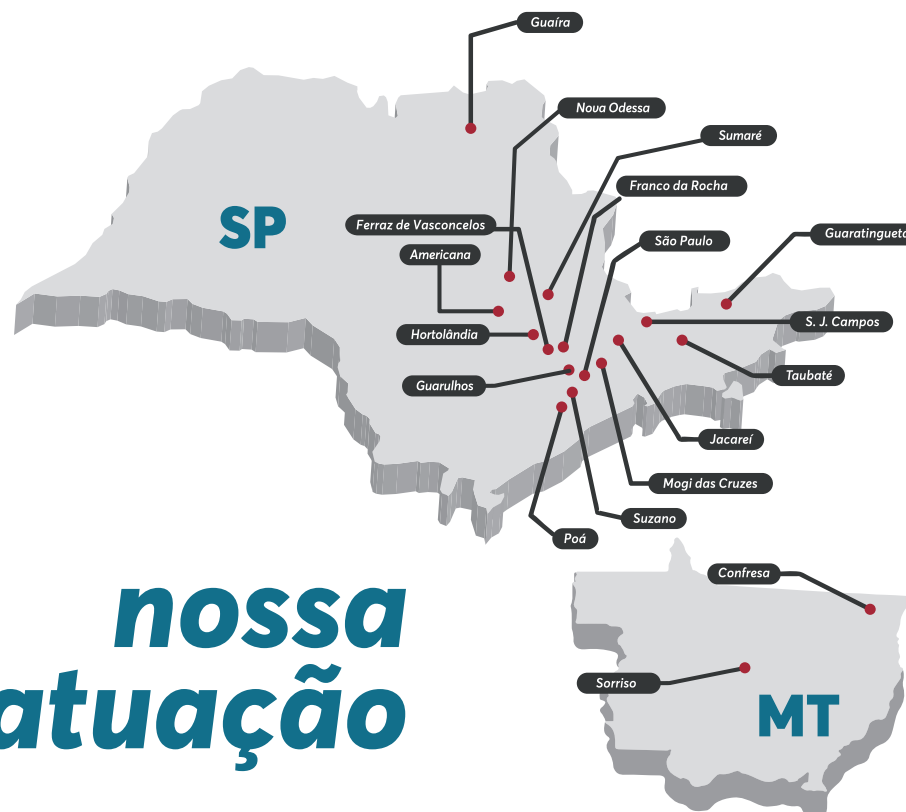 Guaíra
Nova Odessa
Sumaré
Franco da Rocha
SP
Ferraz de Vasconcelos
São Paulo
Guaratinguetá
Americana
S. J. Campos
Hortolândia
Guarulhos
Taubaté
Jacareí
Mogi das Cruzes
Suzano
Poá
Confresa
nossa
atuação
Sorriso
MT